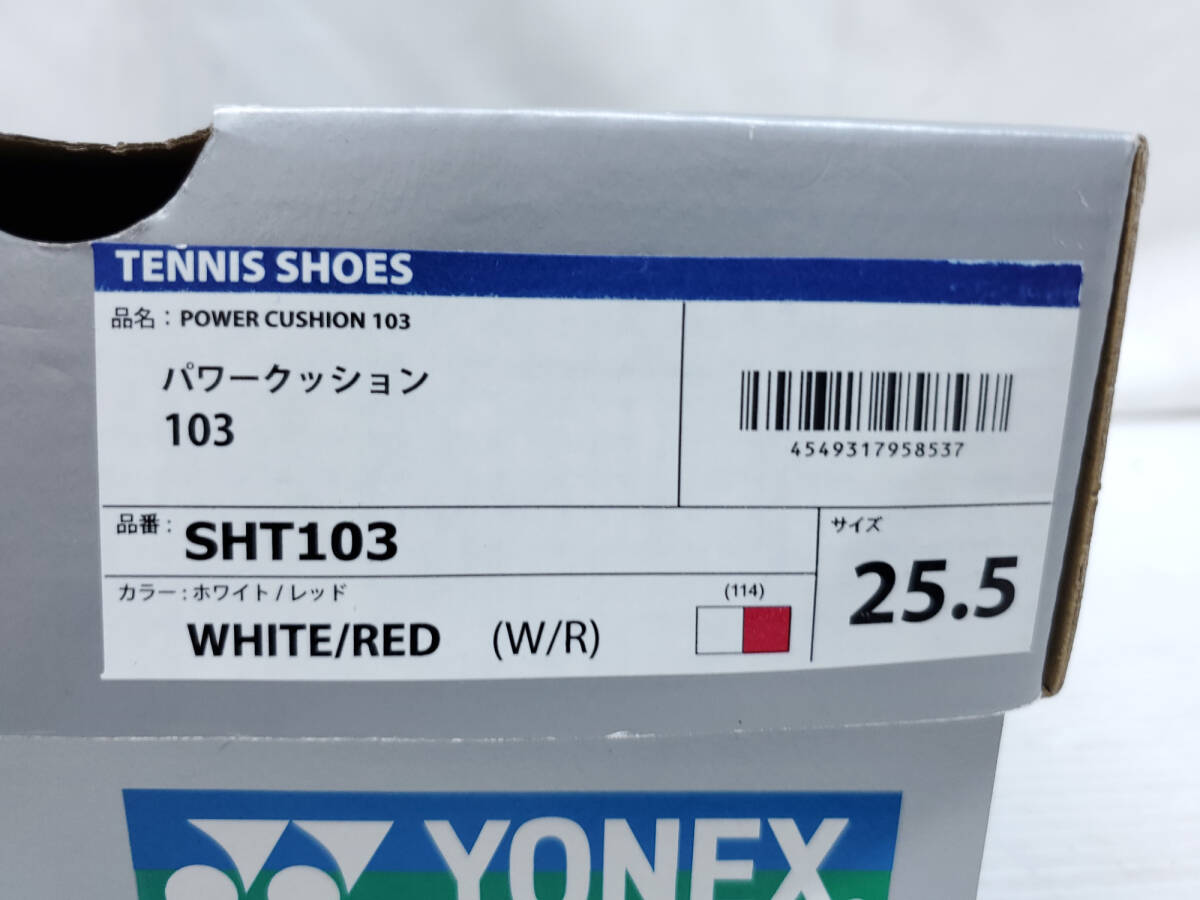 TENNIS SHOES
品名：POWER CUSHION 103
パワークッション
103
4549317958537
品番：
SHT103
サイズ
25.5
カラー：ホワイト/レッド
(114)
WHITE/RED (W/R)
YONEX